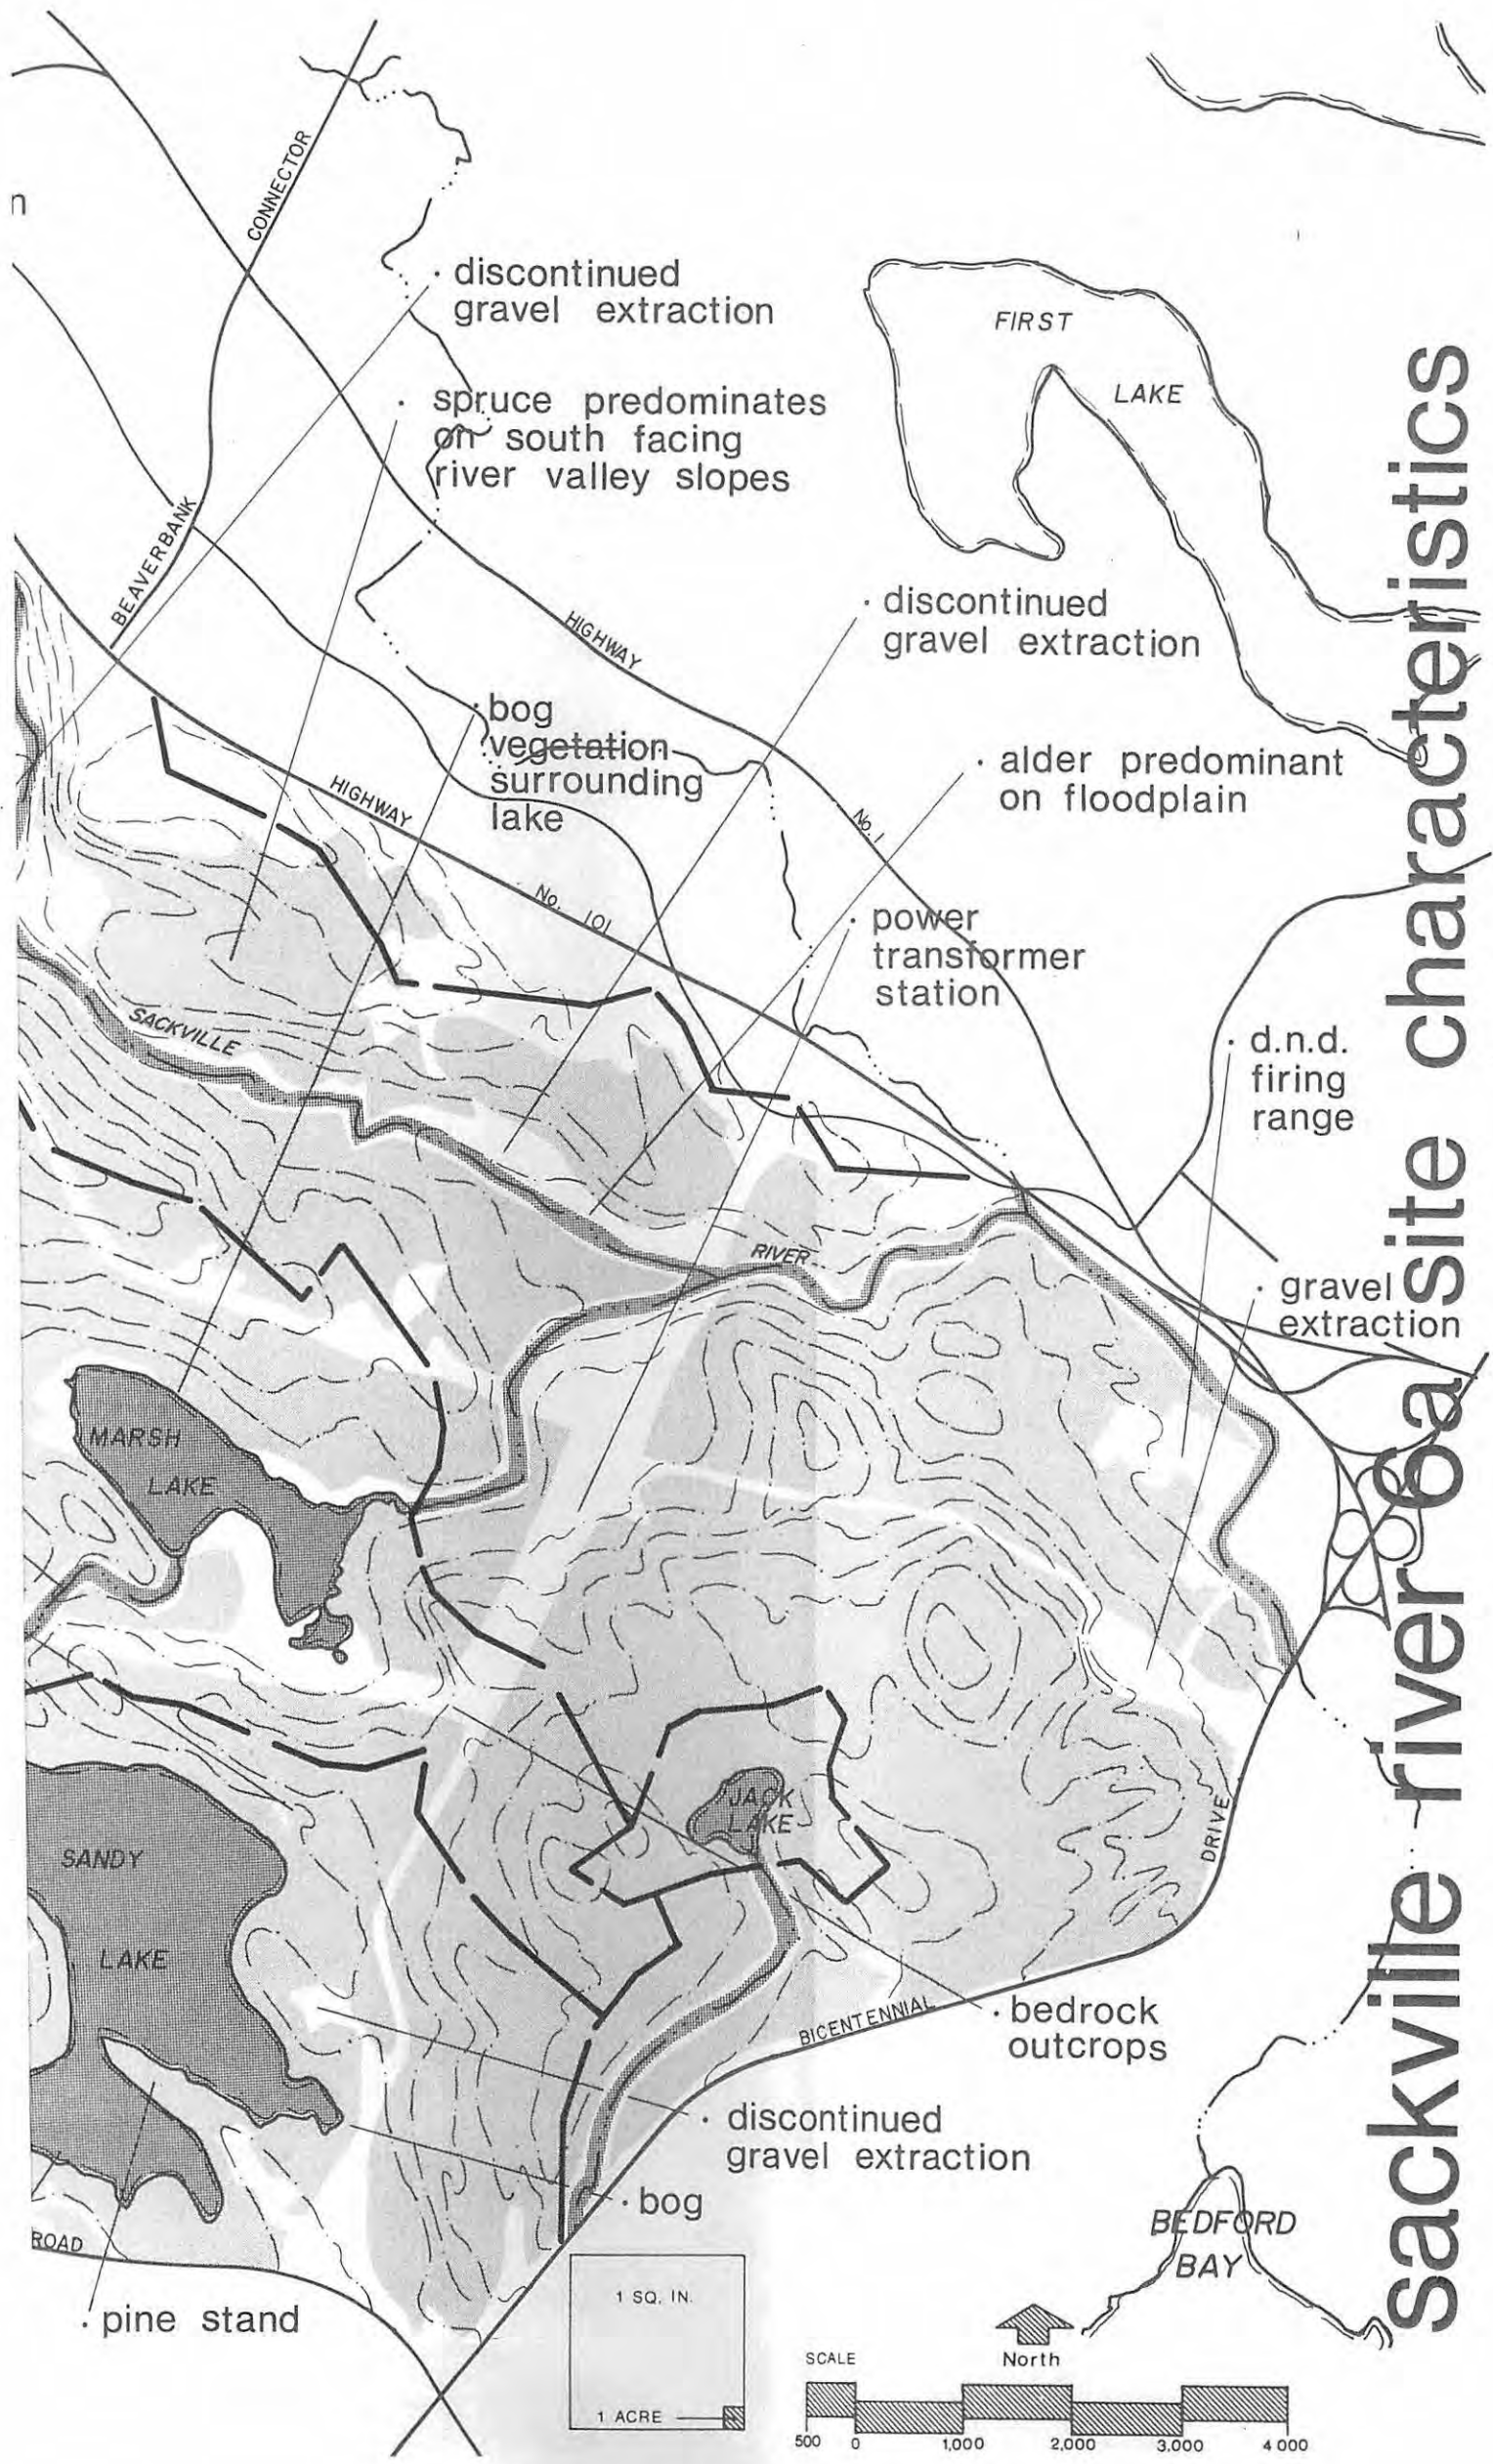 n
CONNECTOR
· discontinued
gravel extraction
FIRST
LAKE
· spruce predominates
on south facing
river valley slopes
BEAVERBANK
HIGHWAY
· discontinued
gravel extraction
· bog
vegetation
surrounding
lake
· alder predominant
on floodplain
HIGHWAY
No. 101
No. 1
· power
transformer
station
SACKVILLE
RIVER
· d.n.d.
firing
range
· gravel
extraction
MARSH
LAKE
JACK
LAKE
SANDY
LAKE
DRIVE
BICENTENNIAL
· bedrock
outcrops
· discontinued
gravel extraction
· bog
ROAD
· pine stand
BEDFORD
BAY
1 SQ. IN.
1 ACRE
SCALE
North
500 0 1,000 2,000 3,000 4 000
sackville river 6a site characteristics